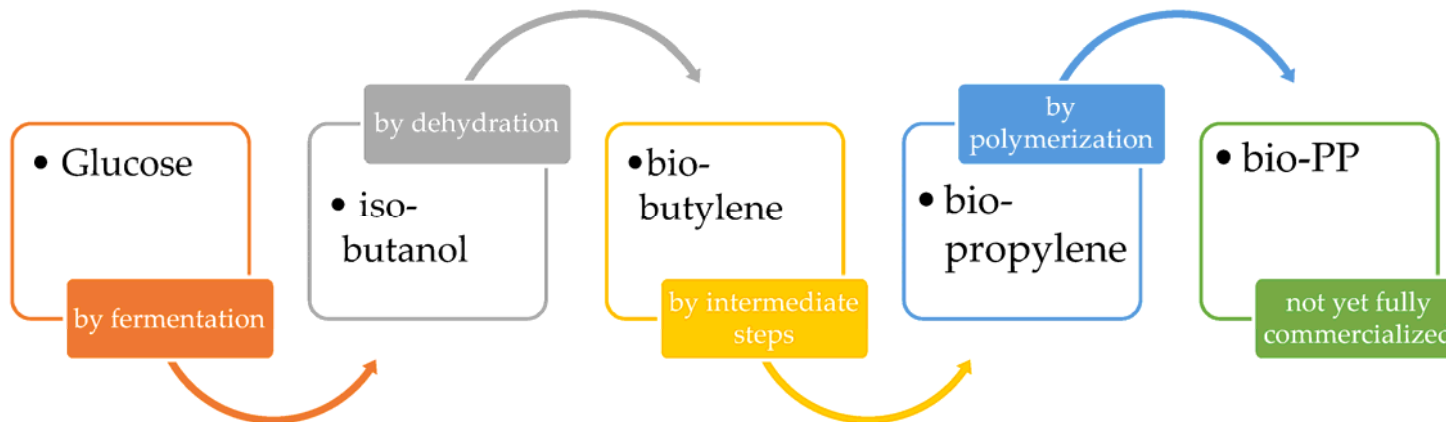 • Glucose
by fermentation
by dehydration
• iso-
butanol
•bio-
butylene
by intermediate
steps
by
polymerization
• bio-
propylene
• bio-PP
not yet fully
commercialized